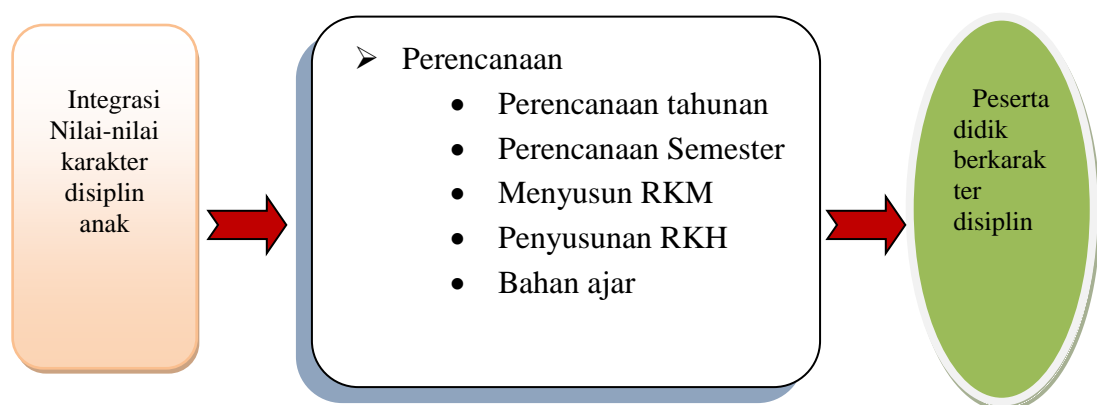 Integrasi
Nilai-nilai
karakter
disiplin
anak
➢ Perencanaan
• Perencanaan tahunan
• Perencanaan Semester
• Menyusun RKM
• Penyusunan RKH
• Bahan ajar
Peserta
didik
berkarak
ter
disiplin